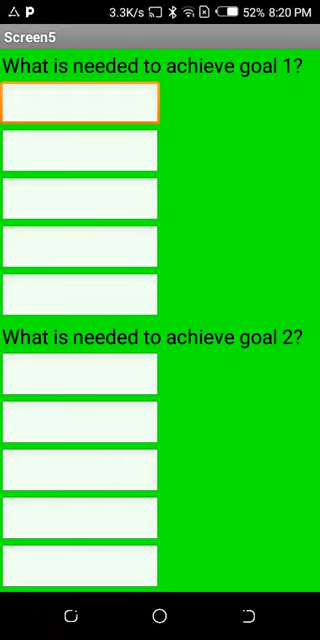 3.3K/s 52% 8:20 PM
Screen5
What is needed to achieve goal 1?
What is needed to achieve goal 2?